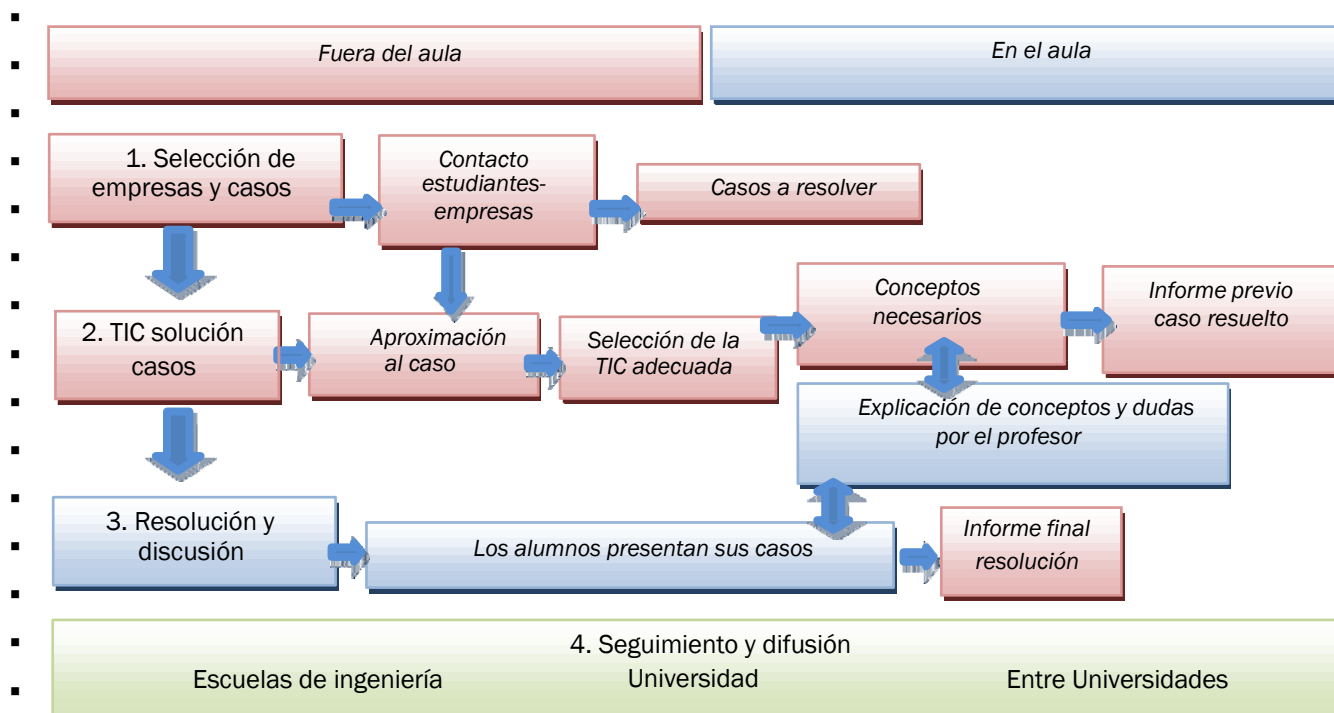 Fuera del aula
En el aula
1. Selección de
empresas y casos
Contacto
estudiantes-
empresas
Casos a resolver
2. TIC solución
casos
Aproximación
al caso
Selección de la
TIC adecuada
Conceptos
necesarios
Informe previo
caso resuelto
Explicación de conceptos y dudas
por el profesor
3. Resolución y
discusión
Los alumnos presentan sus casos
Informe final
resolución
4. Seguimiento y difusión
Escuelas de ingeniería
Universidad
Entre Universidades